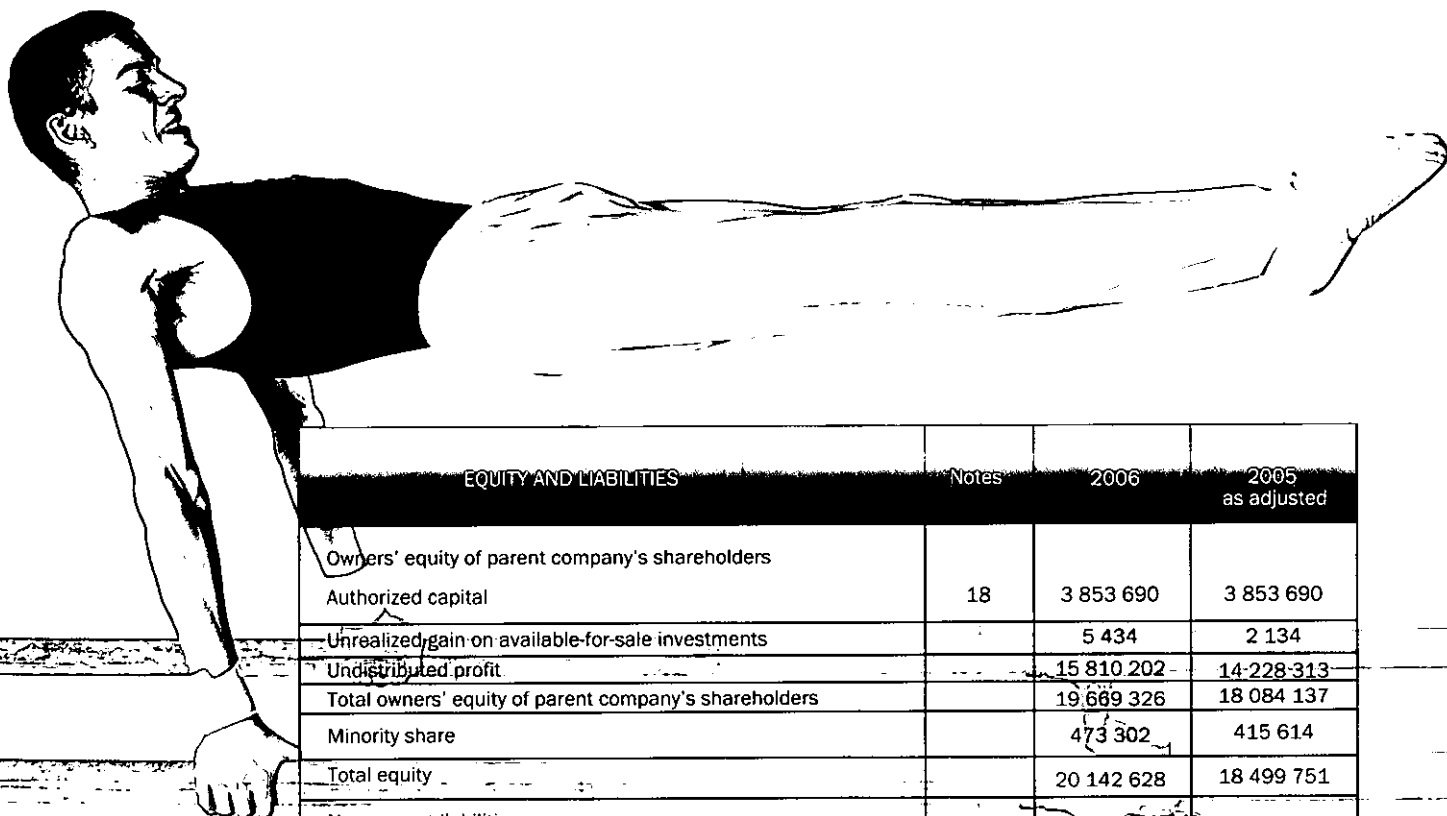 EQUITY AND LIABILITIES Notes 2006 2005
as adjusted
Owners' equity of parent company's shareholders
Authorized capital 18 3 853 690 3 853 690
Unrealized gain on available-for-sale investments 5 434 2 134
Undistributed profit 15 810 202 14 228 313
Total owners' equity of parent company's shareholders 19 669 326 18 084 137
Minority share 473 302 415 614
Total equity 20 142 628 18 499 751